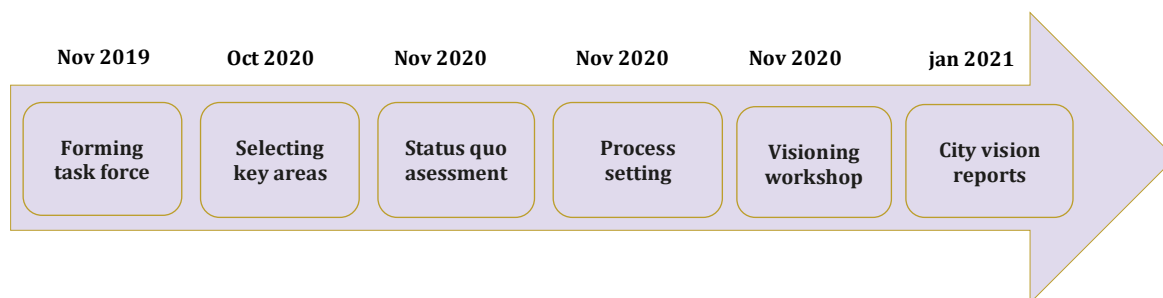 Nov 2019
Oct 2020
Nov 2020
Nov 2020
Nov 2020
jan 2021
Forming
task force
Selecting
key areas
Status quo
asessment
Process
setting
Visioning
workshop
City vision
reports